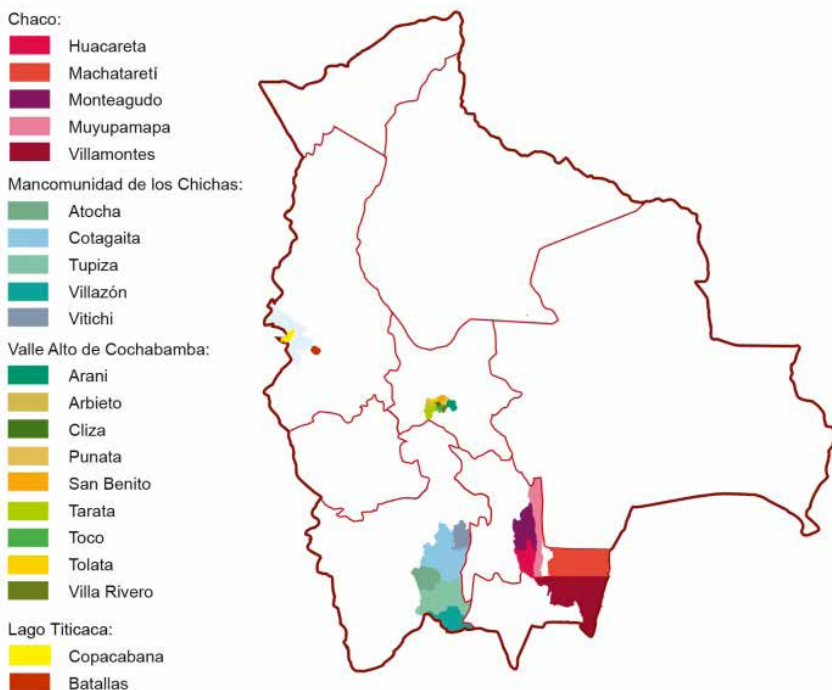 Chaco:
Huacareta
Machataretí
Monteagudo
Muyupamapa
Villamontes
Mancomunidad de los Chichas:
Atocha
Cotagaita
Tupiza
Villazón
Vitichi
Valle Alto de Cochabamba:
Arani
Arbieto
Cliza
Punata
San Benito
Tarata
Toco
Tolata
Villa Rivero
Lago Titicaca:
Copacabana
Batallas